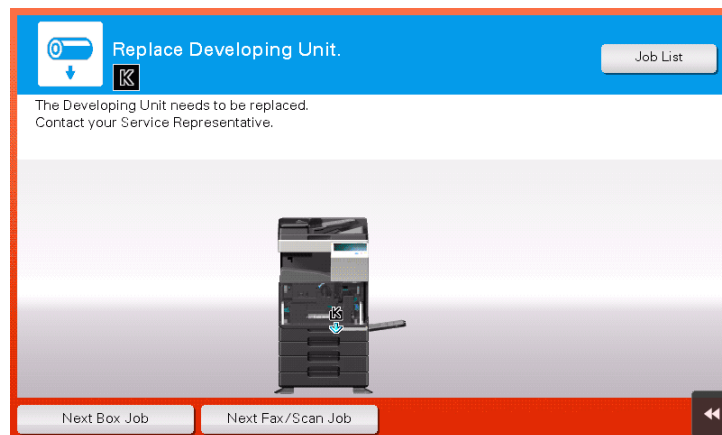 Replace Developing Unit.
Job List
K
The Developing Unit needs to be replaced.
Contact your Service Representative.
K
Next Box Job
Next Fax/Scan Job